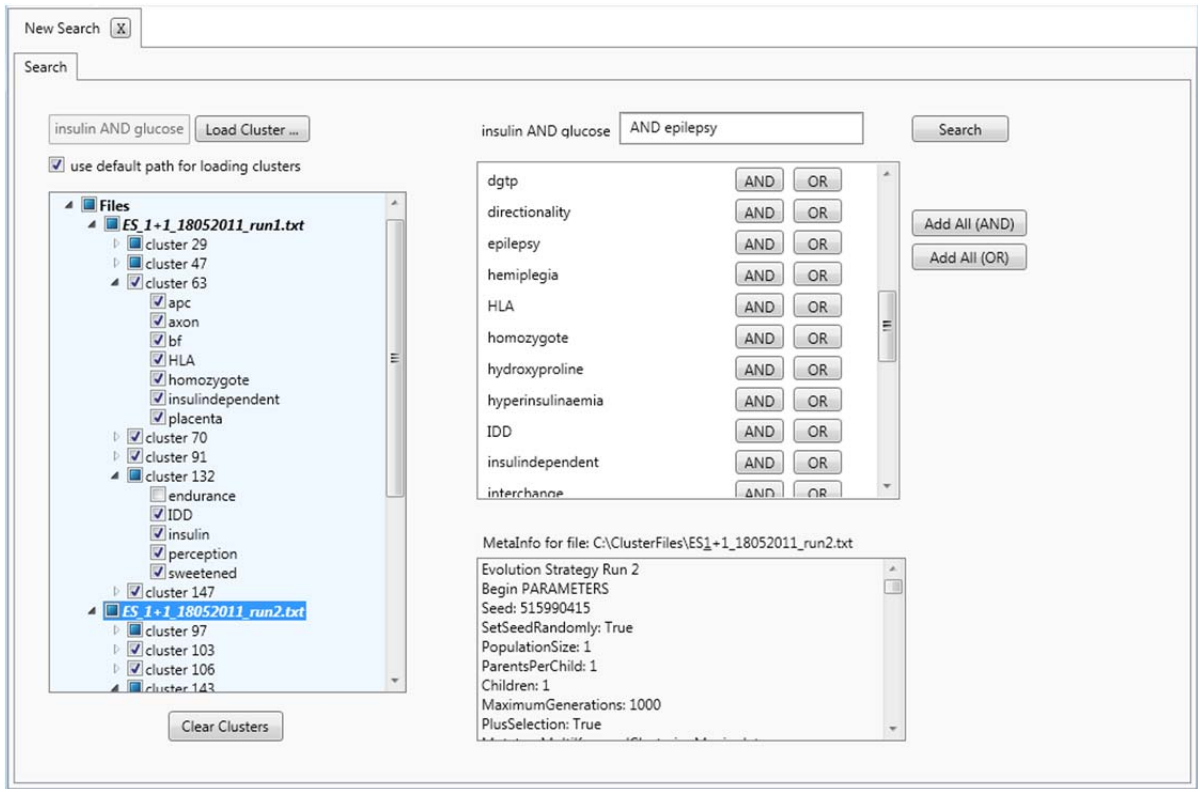 New Search X
Search
insulin AND glucose Load Cluster ...
use default path for loading clusters
Files
ES_1+1_18052011_run1.txt
cluster 29
cluster 47
cluster 63
apc
axon
bf
HLA
homozygote
insulindependent
placenta
cluster 70
cluster 91
cluster 132
endurance
IDD
insulin
perception
sweetened
cluster 147
ES_1+1_18052011_run2.txt
cluster 97
cluster 103
cluster 106
cluster 143
Clear Clusters
insulin AND glucose AND epilepsy Search
dgtp AND OR
directionality AND OR
epilepsy AND OR
hemiplegia AND OR
HLA AND OR
homozygote AND OR
hydroxyproline AND OR
hyperinsulinaemia AND OR
IDD AND OR
insulindependent AND OR
interchange AND OR
Add All (AND)
Add All (OR)
MetaInfo for file: C:\ClusterFiles\ES1+1_18052011_run2.txt
Evolution Strategy Run 2
Begin PARAMETERS
Seed: 515990415
SetSeedRandomly: True
PopulationSize: 1
ParentsPerChild: 1
Children: 1
MaximumGenerations: 1000
PlusSelection: True